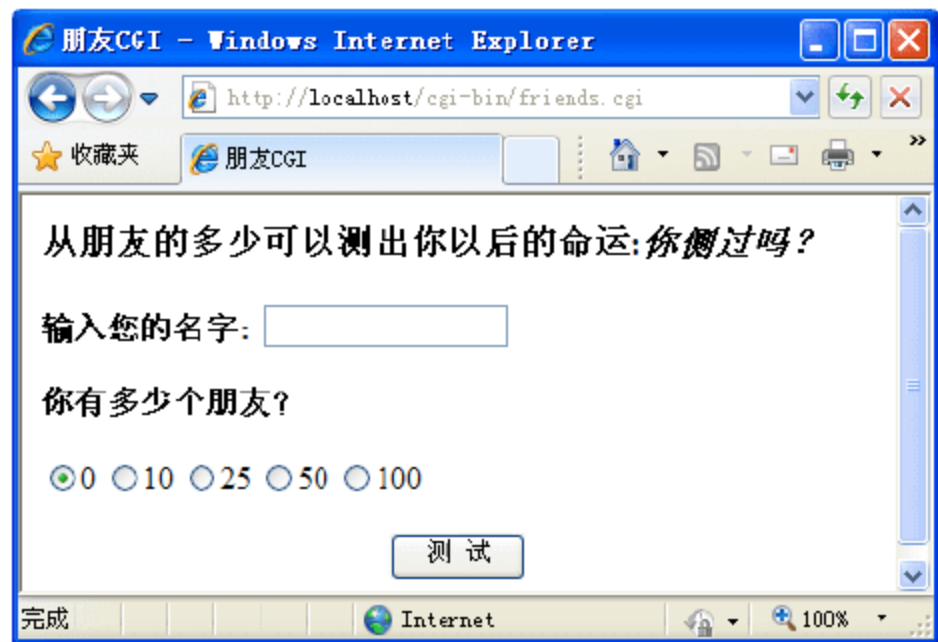 朋友CGI - Windows Internet Explorer
http://localhost/cgi-bin/friends.cgi
收藏夹 朋友CGI
从朋友的多少可以测出你以后的命运:你侧过吗?
输入您的名字:
你有多少个朋友?
0 10 25 50 100
测 试
完成 Internet 100%